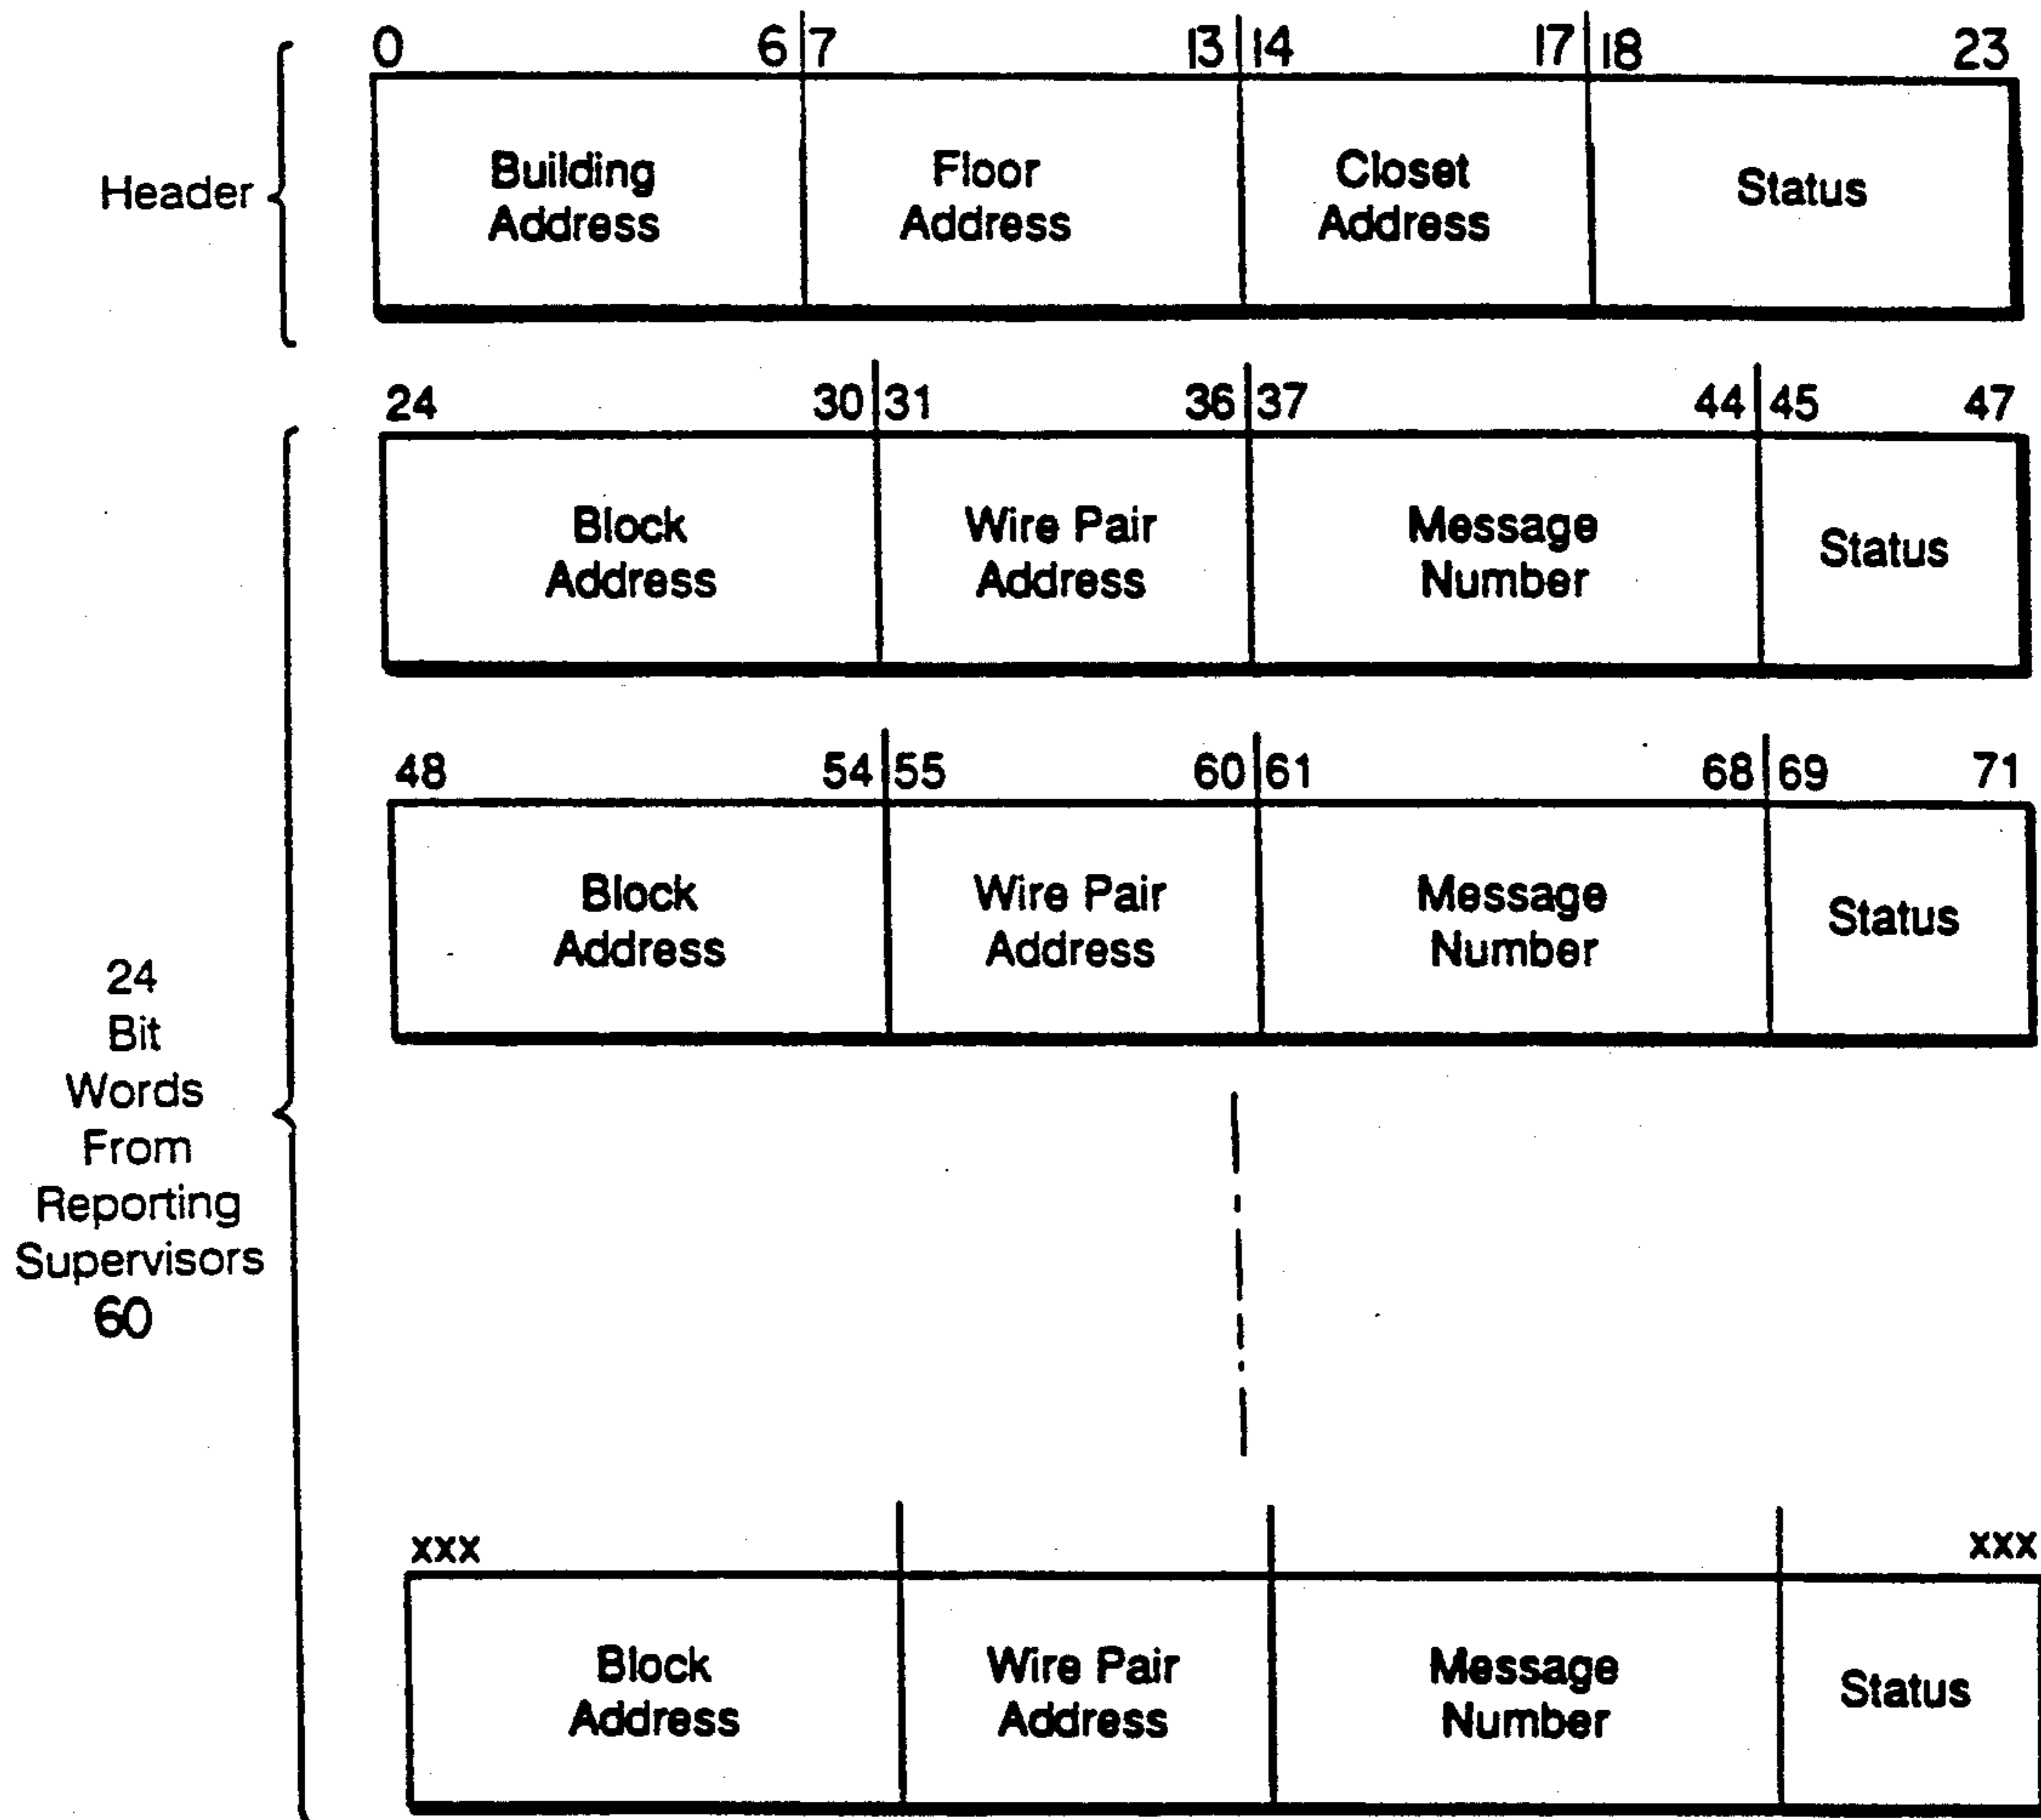 0 6 7 13 14 17 18 23
Header
Building Address
Floor Address
Closet Address
Status
24 30 31 36 37 44 45 47
Block Address
Wire Pair Address
Message Number
Status
48 54 55 60 61 68 69 71
Block Address
Wire Pair Address
Message Number
Status
24
Bit
Words
From
Reporting
Supervisors
60
xxx xxx
Block Address
Wire Pair Address
Message Number
Status